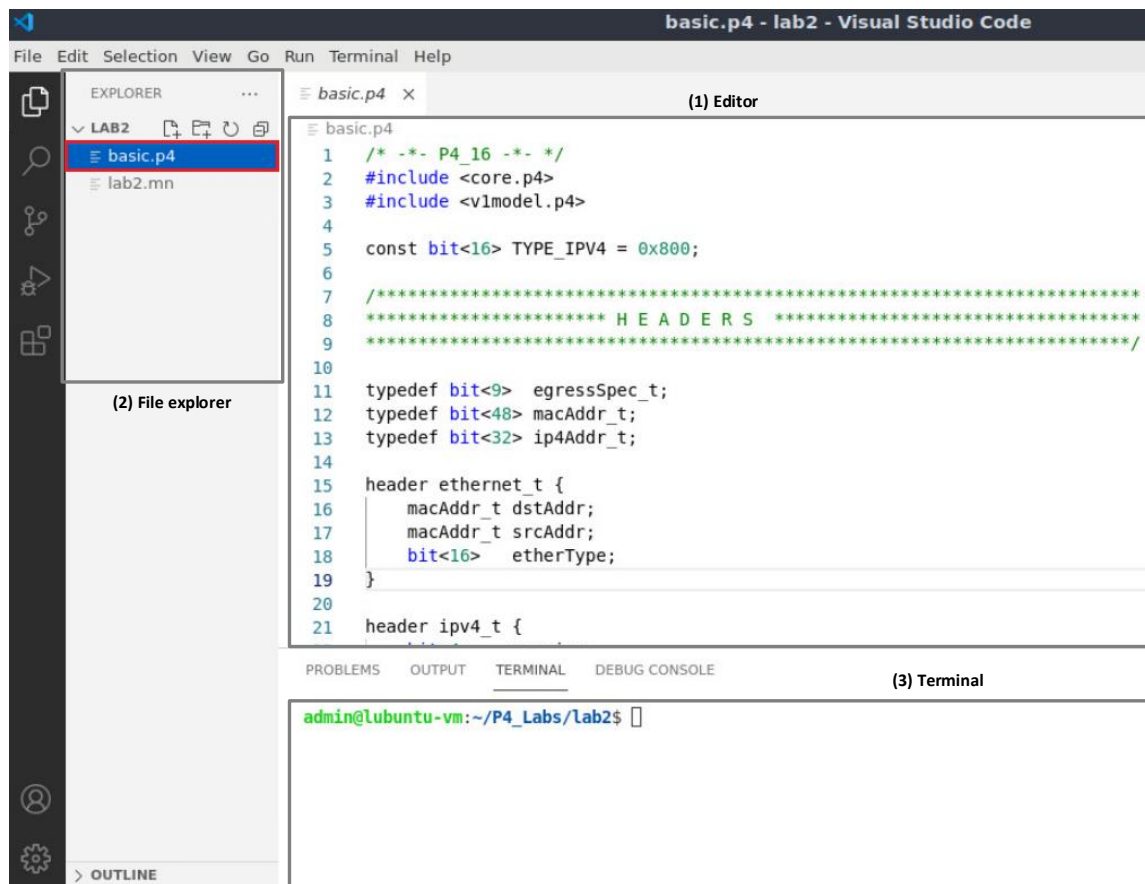 basic.p4 - lab2 - Visual Studio Code
File Edit Selection View Go Run Terminal Help
EXPLORER ...
LAB2
basic.p4
lab2.mn
(2) File explorer
OUTLINE
basic.p4 ×
(1) Editor
basic.p4
1 /* -*- P4_16 -*- */
2 #include <core.p4>
3 #include <v1model.p4>
4
5 const bit<16> TYPE_IPV4 = 0x800;
6
7 /*************************************************************************
8 *********************** H E A D E R S ***********************************
9 *************************************************************************/
10
11 typedef bit<9> egressSpec_t;
12 typedef bit<48> macAddr_t;
13 typedef bit<32> ip4Addr_t;
14
15 header ethernet_t {
16 macAddr_t dstAddr;
17 macAddr_t srcAddr;
18 bit<16> etherType;
19 }
20
21 header ipv4_t {
PROBLEMS OUTPUT TERMINAL DEBUG CONSOLE
(3) Terminal
admin@lubuntu-vm:~/P4_Labs/lab2$